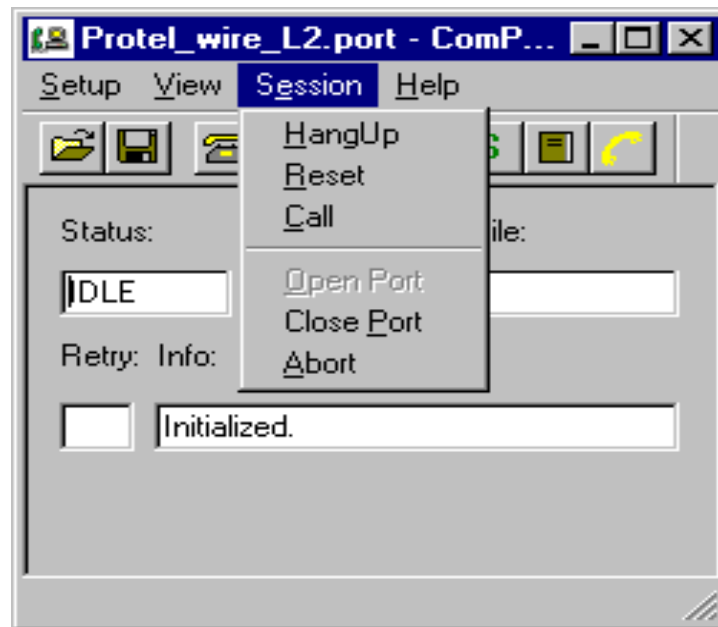 Protel_wire_L2.port - ComP...
Setup View Session Help
HangUp
Reset
Call
Open Port
Close Port
Abort
Status:
ile:
IDLE
Retry: Info:
Initialized.